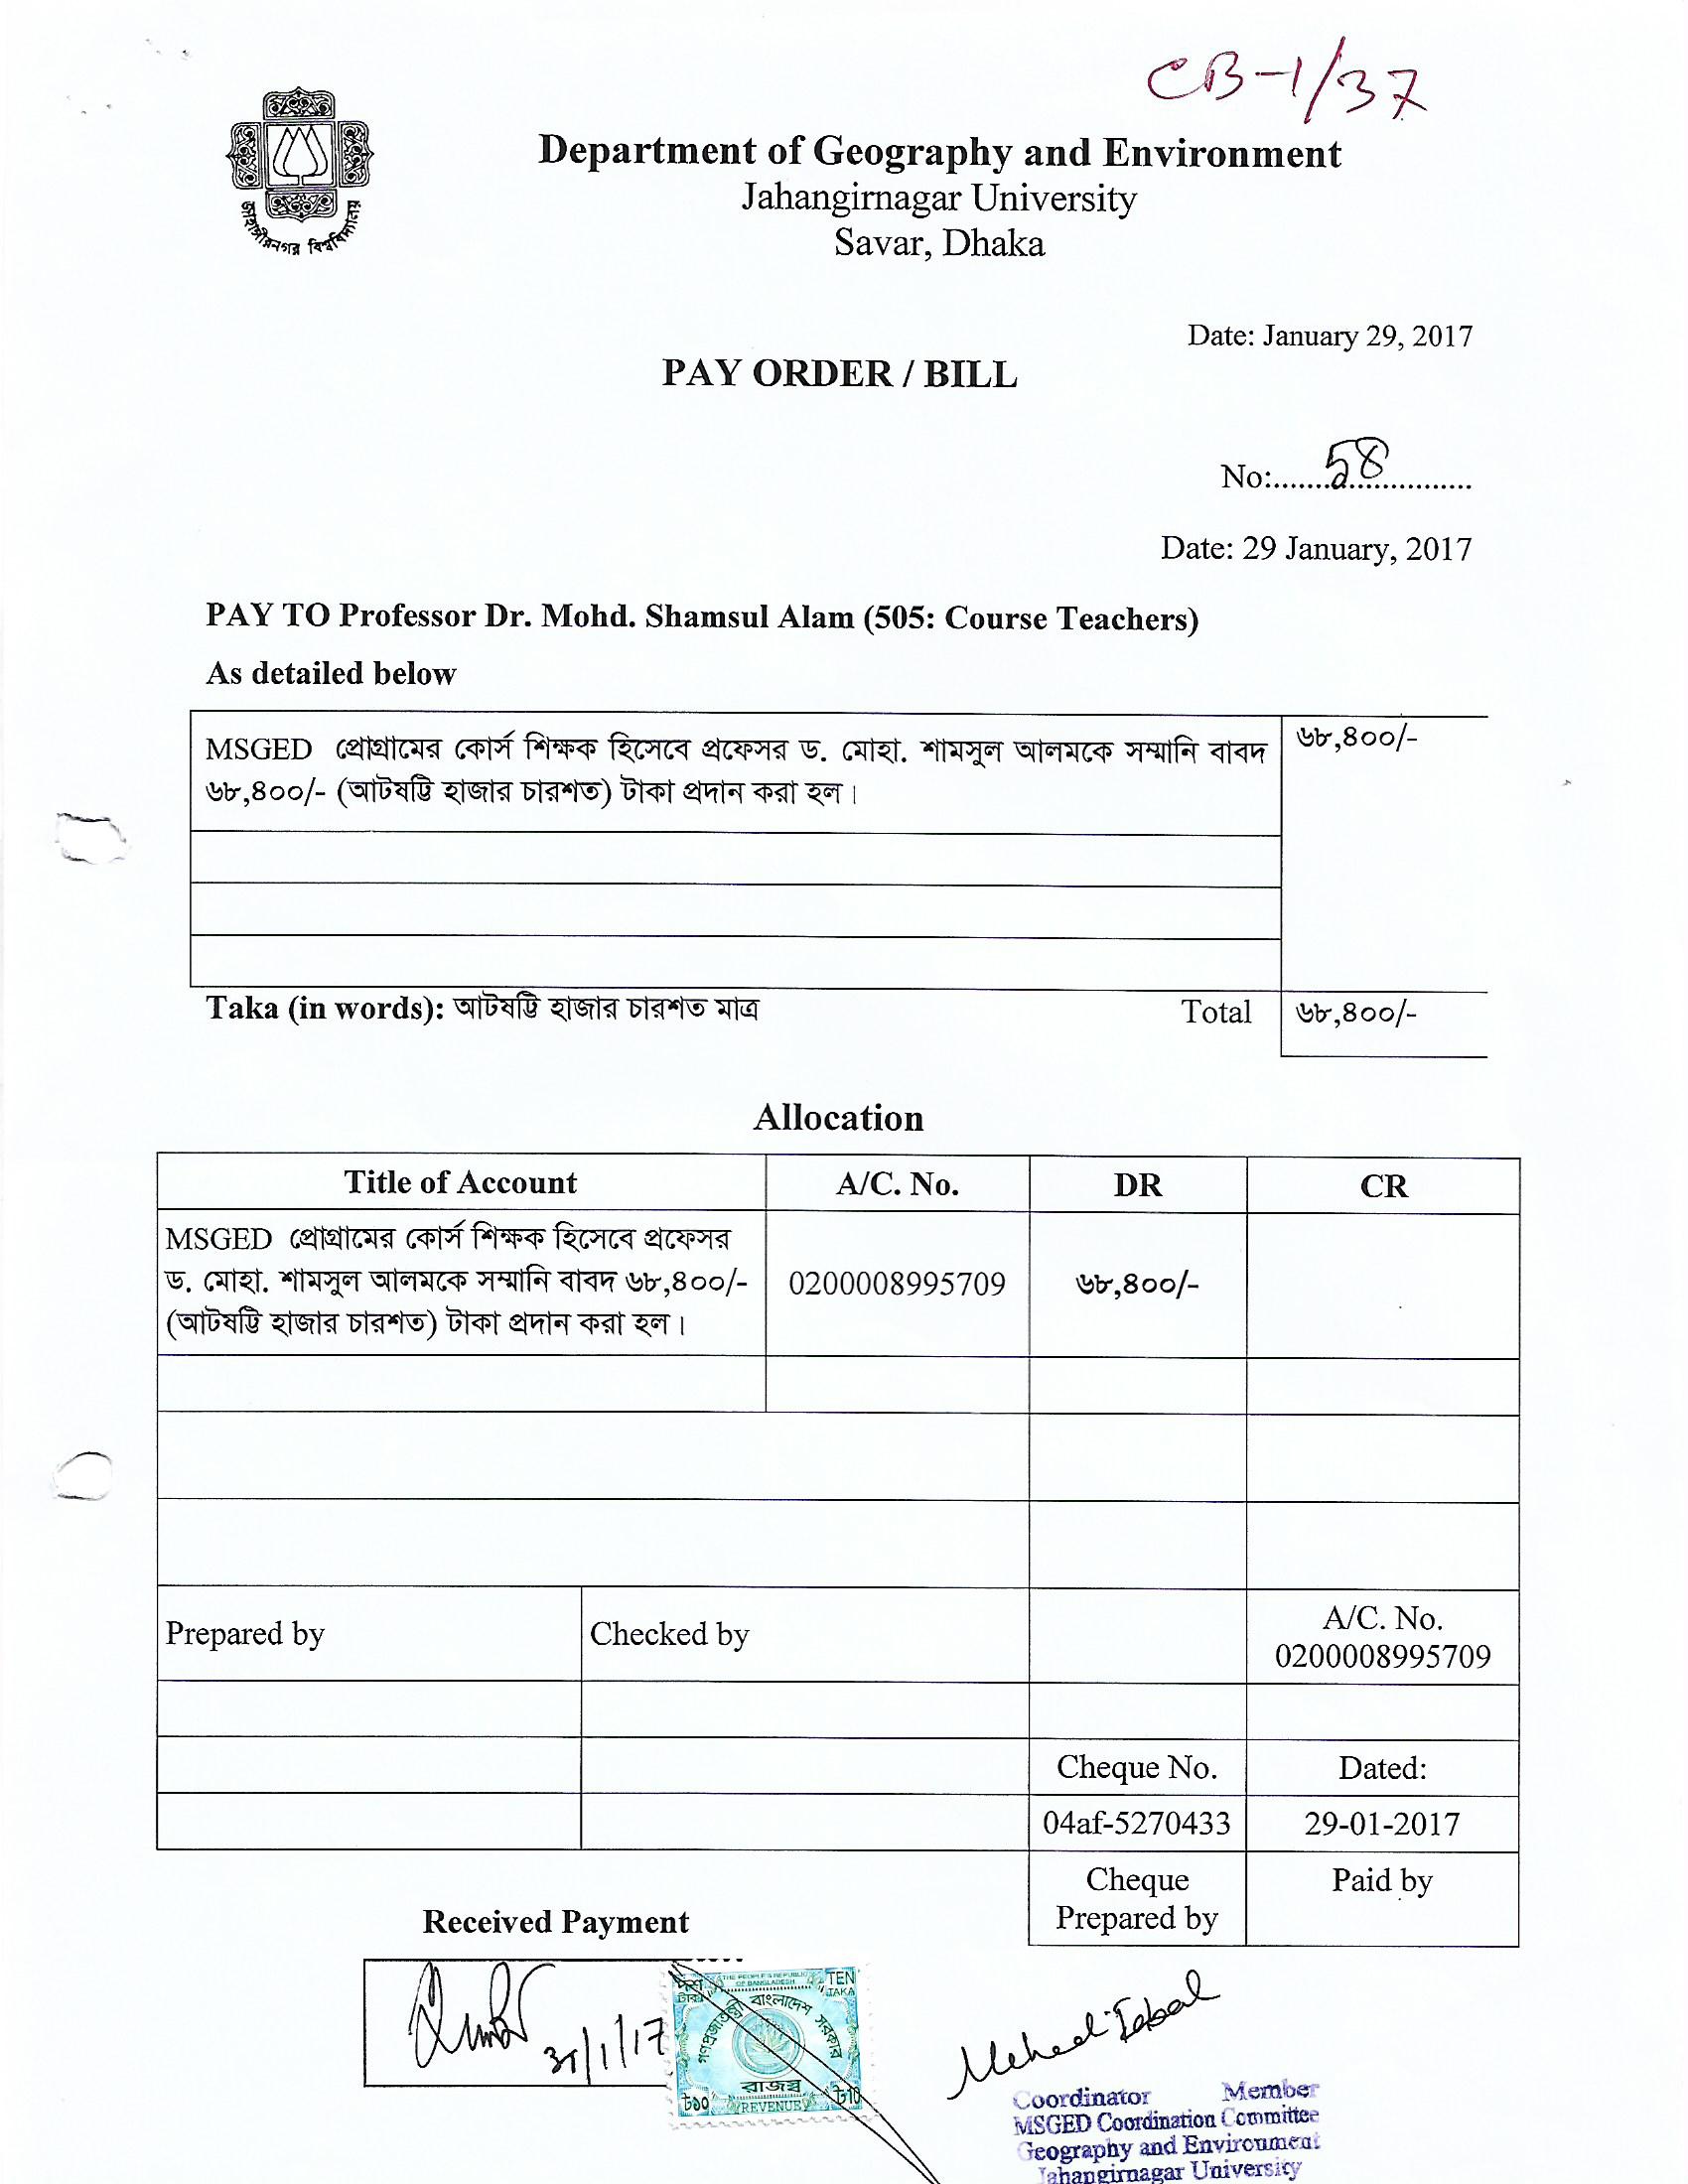 CB-1/37
জাহাঙ্গীরনগর বিশ্ববিদ্যালয়
Department of Geography and Environment
Jahangirnagar University
Savar, Dhaka
Date: January 29, 2017
PAY ORDER / BILL
No:.......58....................
Date: 29 January, 2017
PAY TO Professor Dr. Mohd. Shamsul Alam (505: Course Teachers)
As detailed below
MSGED প্রোগ্রামের কোর্স শিক্ষক হিসেবে প্রফেসর ড. মোহা. শামসুল আলমকে সম্মানি বাবদ ৬৮,৪০০/-
৬৮,৪০০/- (আটষট্টি হাজার চারশত) টাকা প্রদান করা হল।
Taka (in words): আটষট্টি হাজার চারশত মাত্র Total ৬৮,৪০০/-
Allocation
Title of Account A/C. No. DR CR
MSGED প্রোগ্রামের কোর্স শিক্ষক হিসেবে প্রফেসর
ড. মোহা. শামসুল আলমকে সম্মানি বাবদ ৬৮,৪০০/- 0200008995709 ৬৮,৪০০/-
(আটষট্টি হাজার চারশত) টাকা প্রদান করা হল।
Prepared by Checked by A/C. No.
0200008995709
Cheque No. Dated:
04af-5270433 29-01-2017
Cheque Paid by
Prepared by
Received Payment
31/1/17
দশ টাকা THE PEOPLE'S REPUBLIC OF BANGLADESH TEN TAKA
গণপ্রজাতন্ত্রী বাংলাদেশ সরকার
রাজস্ব
৳১০ REVENUE ৳10
Mehedi Iqbal
Coordinator Member
MSGED Coordination Committee
Geography and Environment
Jahangirnagar University